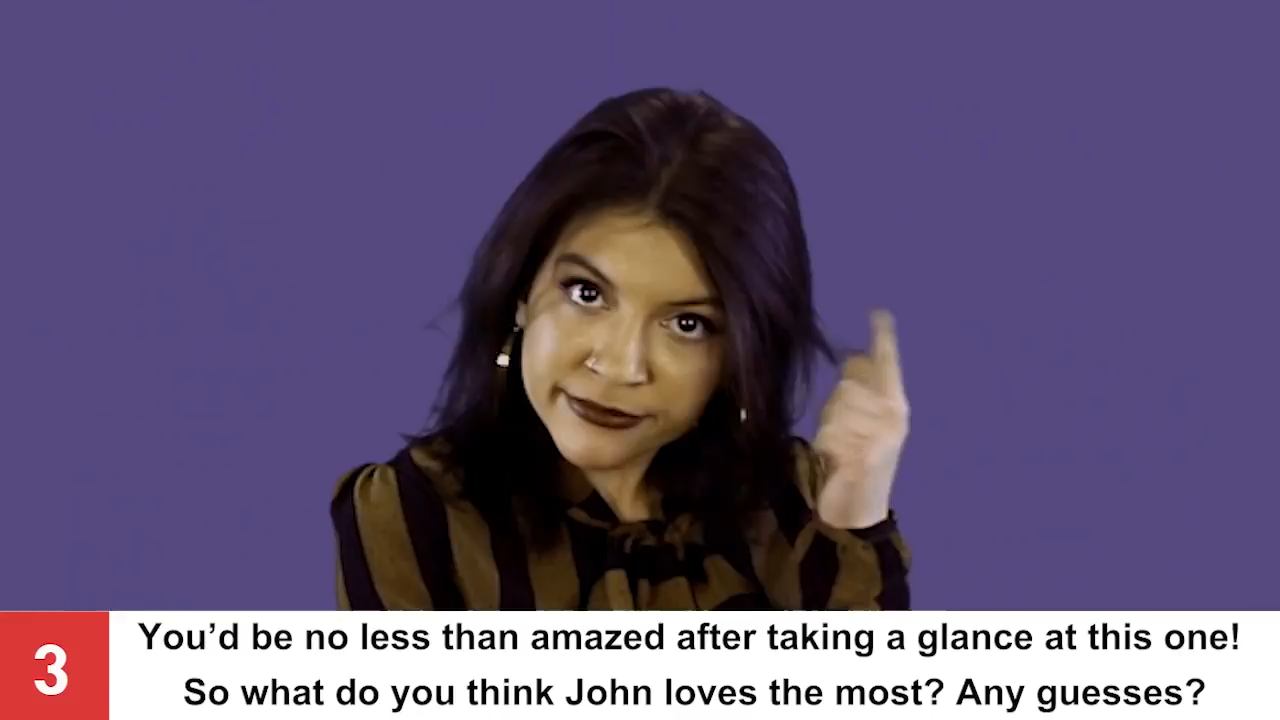 3
You’d be no less than amazed after taking a glance at this one!
So what do you think John loves the most? Any guesses?